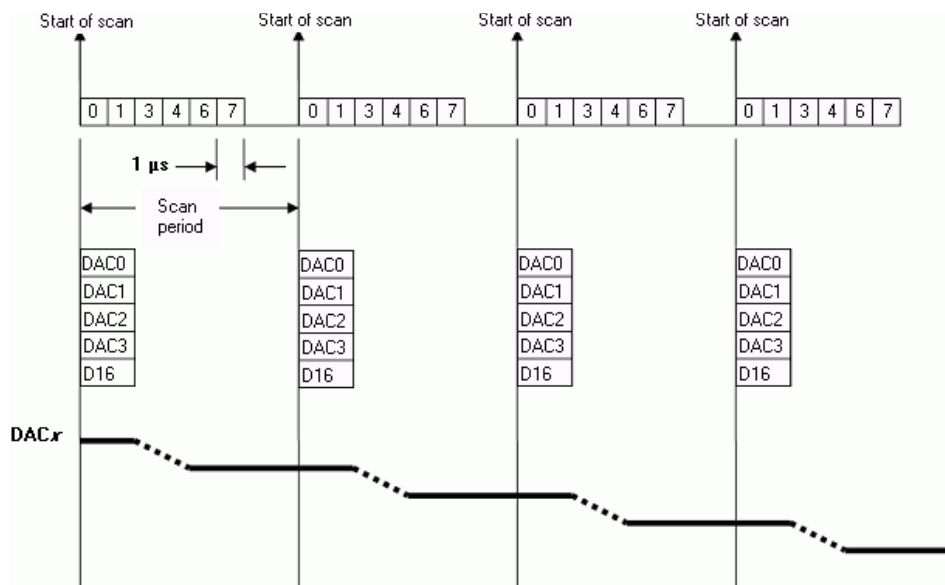 Start of scan Start of scan Start of scan Start of scan
0 1 3 4 6 7 0 1 3 4 6 7 0 1 3 4 6 7 0 1 3 4 6 7
1 µs
Scan
period
DAC0 DAC0 DAC0 DAC0
DAC1 DAC1 DAC1 DAC1
DAC2 DAC2 DAC2 DAC2
DAC3 DAC3 DAC3 DAC3
D16 D16 D16 D16
DACx